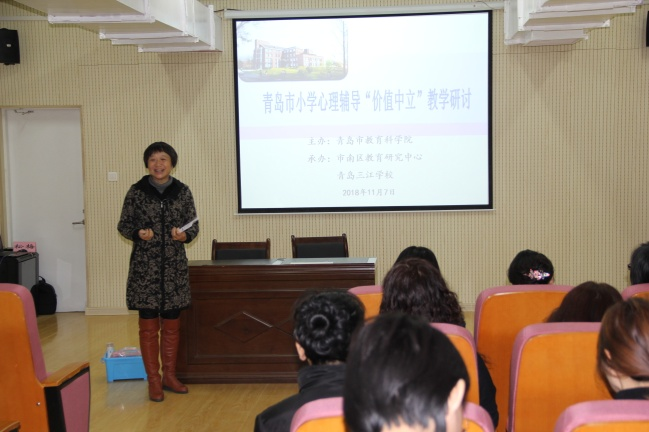 青岛市小学心理辅导“价值中立”教学研讨
主办：青岛市教育科学院
承办：市南区教育研究中心
青岛三江学校
2018年11月7日